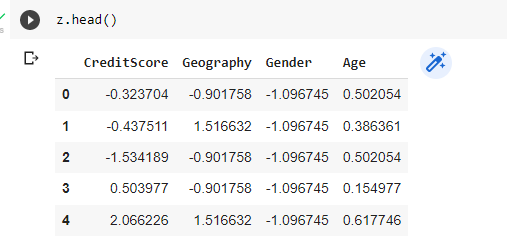 z.head()
CreditScore Geography Gender Age
0 -0.323704 -0.901758 -1.096745 0.502054
1 -0.437511 1.516632 -1.096745 0.386361
2 -1.534189 -0.901758 -1.096745 0.502054
3 0.503977 -0.901758 -1.096745 0.154977
4 2.066226 1.516632 -1.096745 0.617746